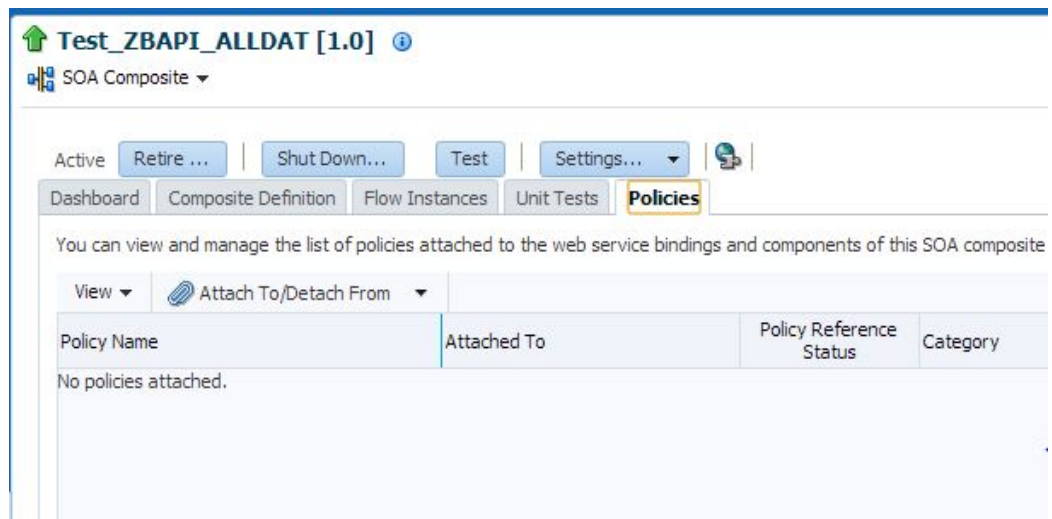 Test_ZBAPI_ALLDAT [1.0]
SOA Composite
Active Retire ... Shut Down... Test Settings...
Dashboard Composite Definition Flow Instances Unit Tests Policies
You can view and manage the list of policies attached to the web service bindings and components of this SOA composite
View Attach To/Detach From
Policy Name Attached To Policy Reference Status Category
No policies attached.